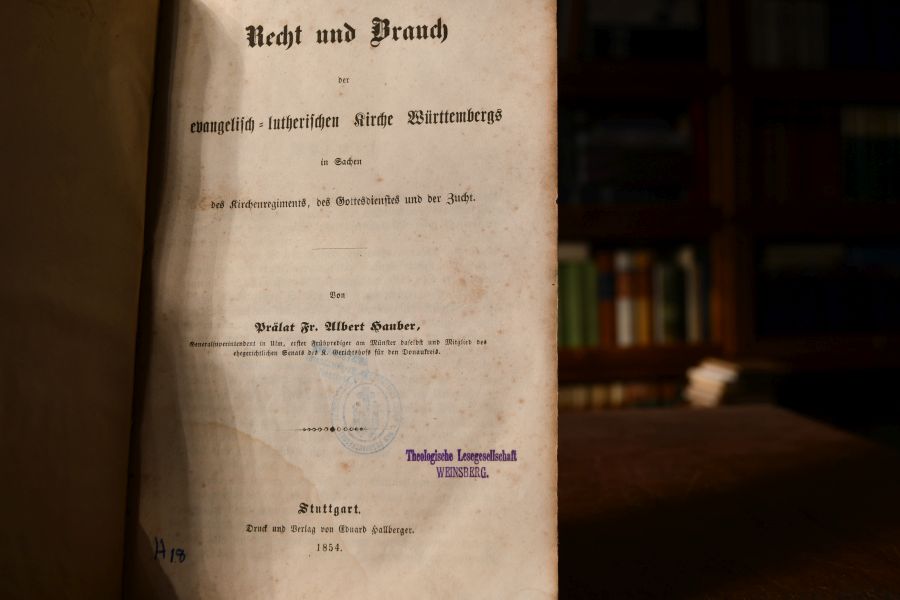 Recht und Brauch
der
evangelisch-lutherischen Kirche Württembergs
in Sachen
des Kirchenregiments, des Gottesdienstes und der Zucht.
Von
Prälat Fr. Albert Hauber,
Generalsuperintendent in Ulm, erster Frühprediger am Münster daselbst und Mitglied des
ehegerichtlichen Senats des K. Gerichtshofs für den Donaukreis.
Theologische Lesegesellschaft
WEINSBERG.
Stuttgart.
Druck und Verlag von Eduard Hallberger.
1854.
H 18